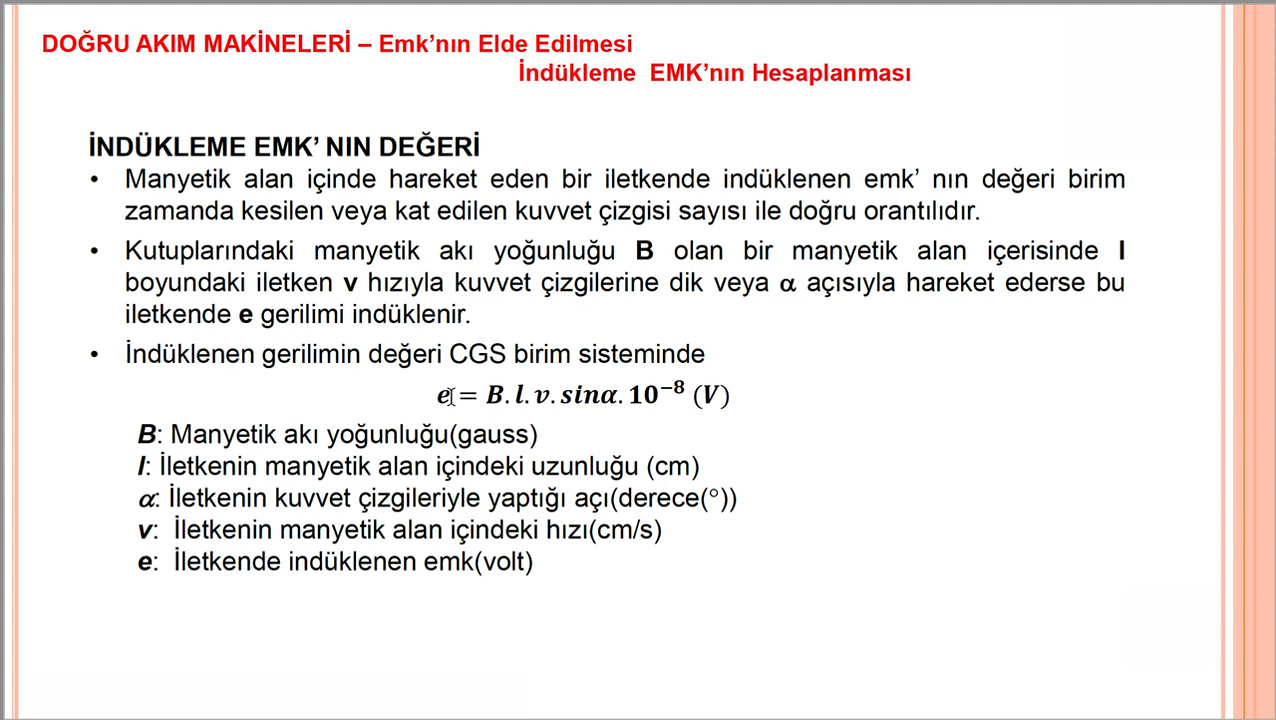 DOĞRU AKIM MAKİNELERİ – Emk’nın Elde Edilmesi
İndükleme EMK’nın Hesaplanması
İNDÜKLEME EMK’ NIN DEĞERİ
• Manyetik alan içinde hareket eden bir iletkende indüklenen emk’ nın değeri birim
zamanda kesilen veya kat edilen kuvvet çizgisi sayısı ile doğru orantılıdır.
• Kutuplarındaki manyetik akı yoğunluğu B olan bir manyetik alan içerisinde l
boyundaki iletken v hızıyla kuvvet çizgilerine dik veya α açısıyla hareket ederse bu
iletkende e gerilimi indüklenir.
• İndüklenen gerilimin değeri CGS birim sisteminde
e = B.l.v.sinα.10⁻⁸ (V)
B: Manyetik akı yoğunluğu(gauss)
l: İletkenin manyetik alan içindeki uzunluğu (cm)
α: İletkenin kuvvet çizgileriyle yaptığı açı(derece(°))
v: İletkenin manyetik alan içindeki hızı(cm/s)
e: İletkende indüklenen emk(volt)